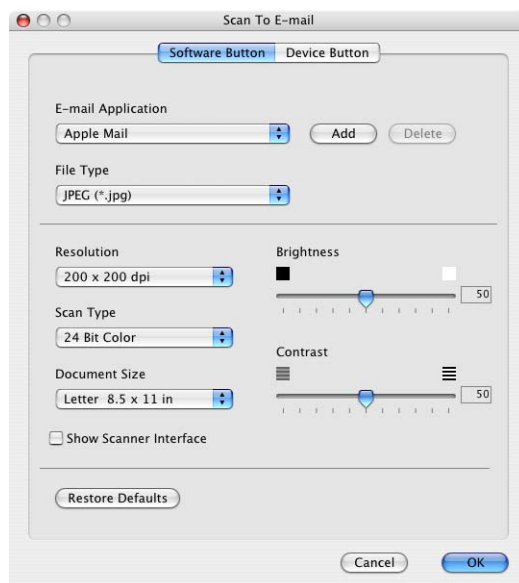 Scan To E-mail
Software Button Device Button
E-mail Application
Apple Mail Add Delete
File Type
JPEG (*.jpg)
Resolution
200 x 200 dpi
Scan Type
24 Bit Color
Document Size
Letter 8.5 x 11 in
Show Scanner Interface
Brightness
50
Contrast
50
Restore Defaults
Cancel OK